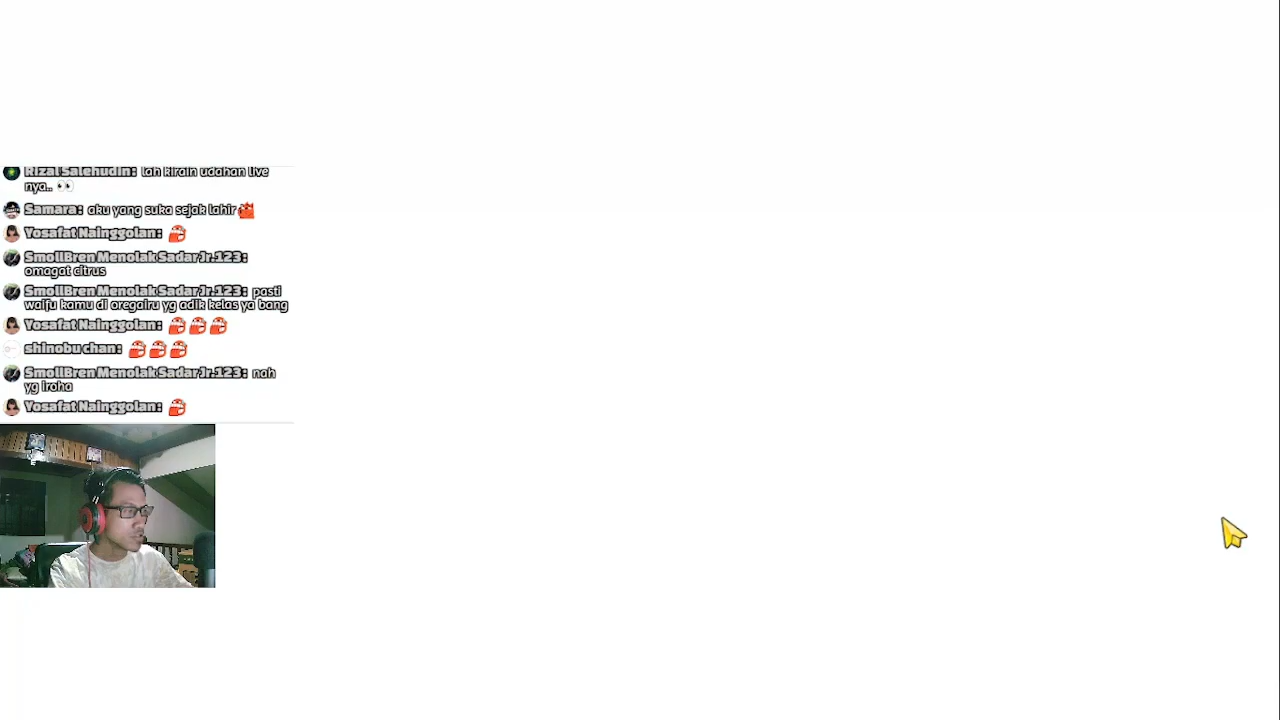 Rizal Salehudin: lah kirain udahan live
nya.. 👀
Samara: aku yang suka sejak lahir
Yosafat Nainggolan:
SmollBren Menolak Sadar Jr.123:
omagat citrus
SmollBren Menolak Sadar Jr.123: pasti
waifu kamu di oregairu yg adik kelas ya bang
Yosafat Nainggolan:
shinobu chan:
SmollBren Menolak Sadar Jr.123: nah
yg iroha
Yosafat Nainggolan: